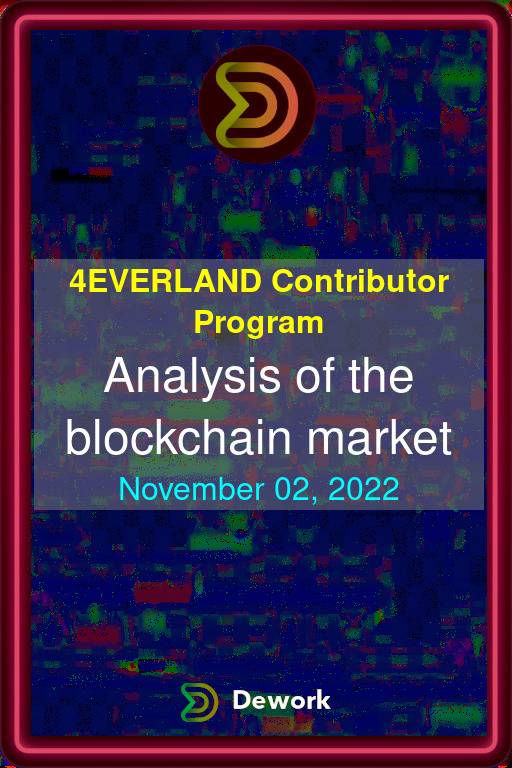 4EVERLAND Contributor
Program
Analysis of the
blockchain market
November 02, 2022
Dework